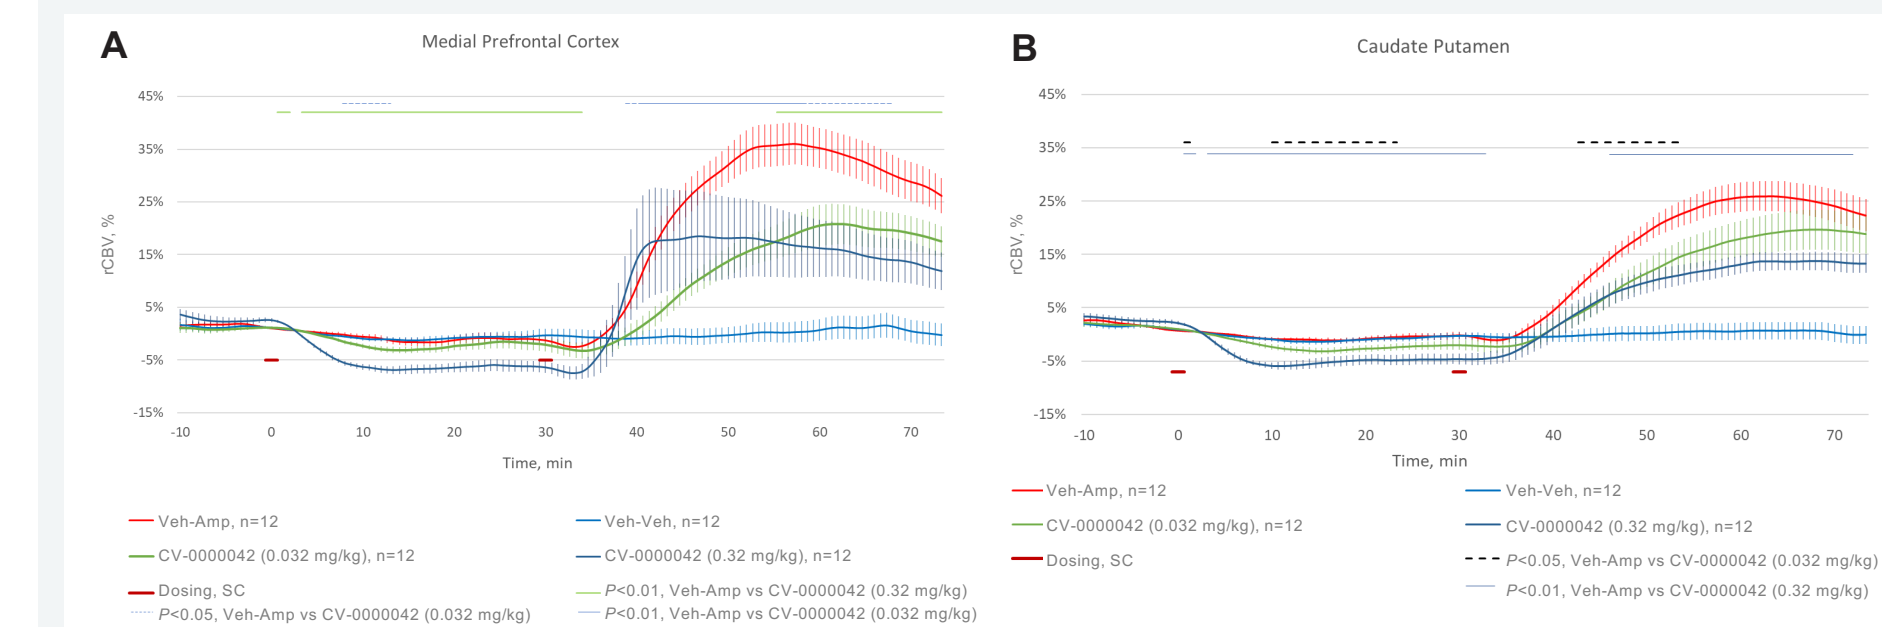 A
Medial Prefrontal Cortex
45%
35%
25%
15%
5%
-5%
-15%
rCBV, %
-10 0 10 20 30 40 50 60 70
Time, min
Veh-Amp, n=12
Veh-Veh, n=12
CV-0000042 (0.032 mg/kg), n=12
CV-0000042 (0.32 mg/kg), n=12
Dosing, SC
P<0.01, Veh-Amp vs CV-0000042 (0.32 mg/kg)
P<0.05, Veh-Amp vs CV-0000042 (0.032 mg/kg)
P<0.01, Veh-Amp vs CV-0000042 (0.032 mg/kg)
B
Caudate Putamen
45%
35%
25%
15%
5%
-5%
-15%
rCBV, %
-10 0 10 20 30 40 50 60 70
Time, min
Veh-Amp, n=12
Veh-Veh, n=12
CV-0000042 (0.032 mg/kg), n=12
CV-0000042 (0.32 mg/kg), n=12
Dosing, SC
P<0.05, Veh-Amp vs CV-0000042 (0.032 mg/kg)
P<0.01, Veh-Amp vs CV-0000042 (0.32 mg/kg)